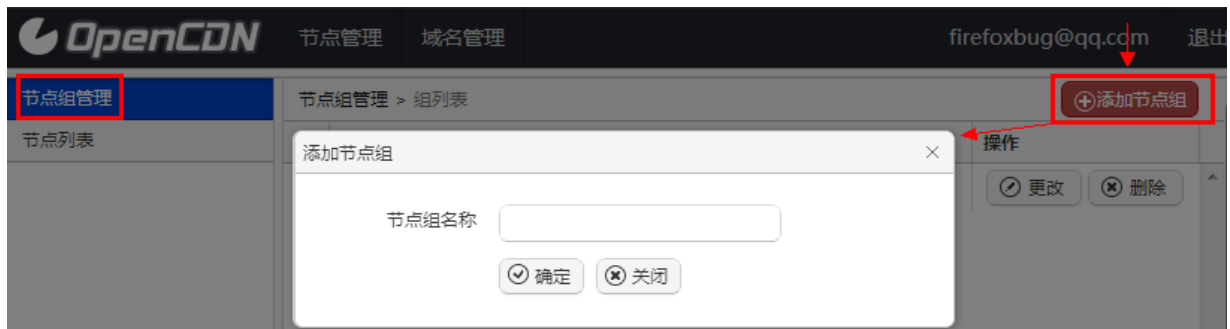 OpenCDN 节点管理 域名管理 firefoxbug@qq.com 退出
节点组管理 节点组管理 > 组列表 添加节点组
节点列表 添加节点组 操作
更改 删除
节点组名称
确定 关闭